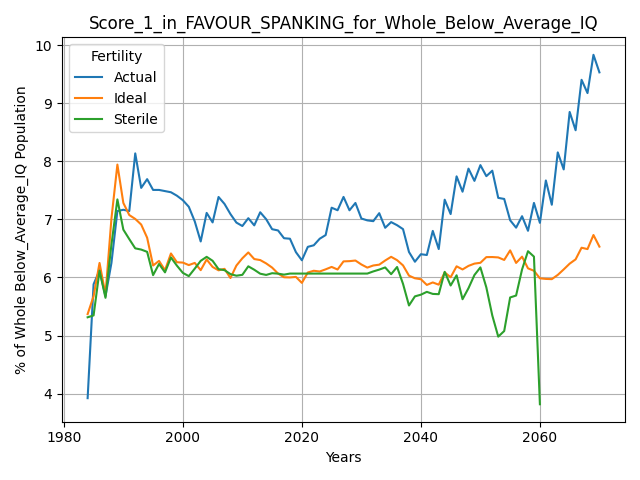 Score_1_in_FAVOUR_SPANKING_for_Whole_Below_Average_IQ
Fertility
Actual
Ideal
Sterile
% of Whole Below_Average_IQ Population
10
9
8
7
6
5
4
1980
2000
2020
2040
2060
Years